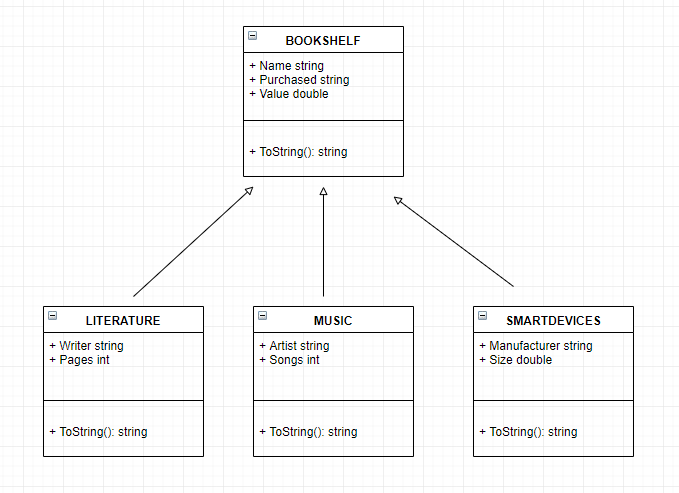 BOOKSHELF
+ Name string
+ Purchased string
+ Value double
+ ToString(): string
LITERATURE
+ Writer string
+ Pages int
+ ToString(): string
MUSIC
+ Artist string
+ Songs int
+ ToString(): string
SMARTDEVICES
+ Manufacturer string
+ Size double
+ ToString(): string